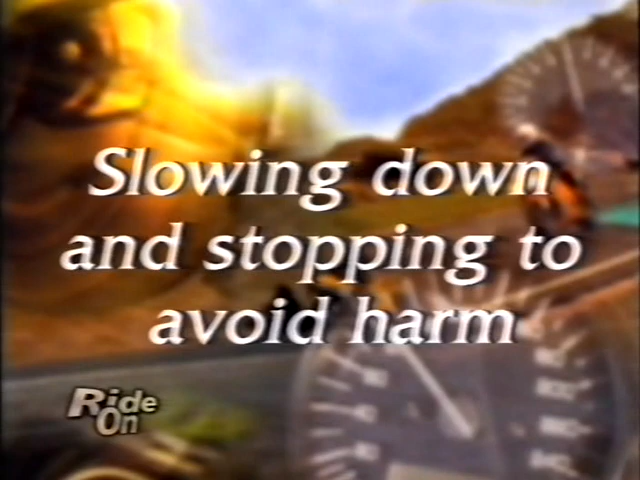 Slowing down
and stopping to
avoid harm
Ride
On